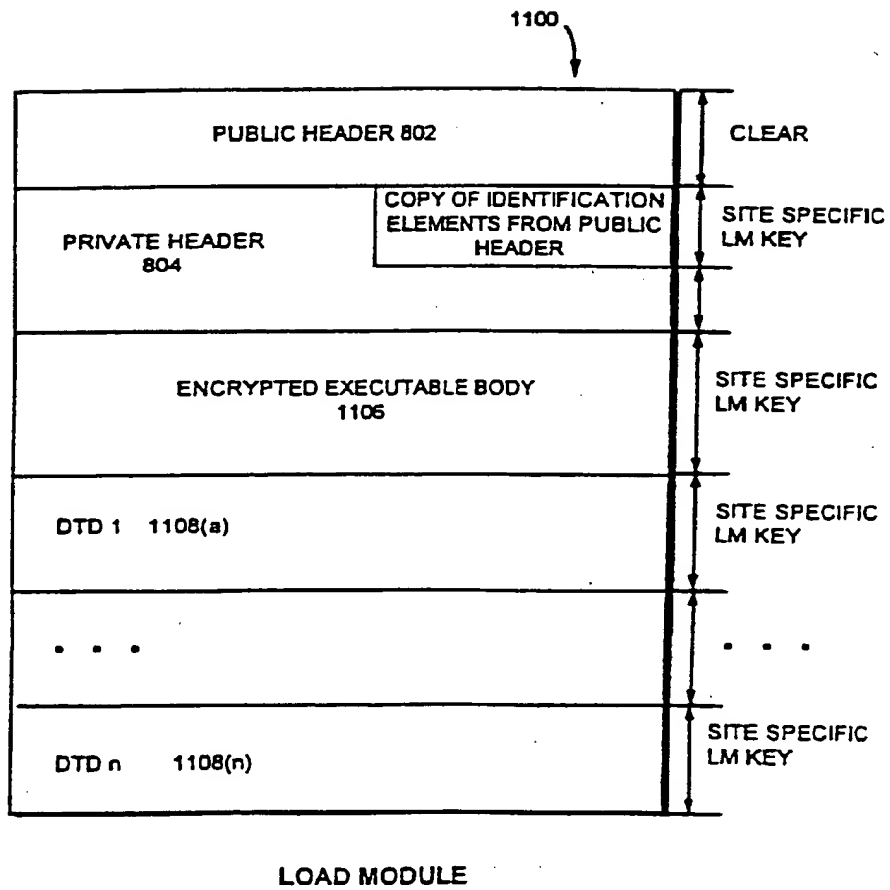 1100
PUBLIC HEADER 802
CLEAR
PRIVATE HEADER
804
COPY OF IDENTIFICATION
ELEMENTS FROM PUBLIC
HEADER
SITE SPECIFIC
LM KEY
ENCRYPTED EXECUTABLE BODY
1106
SITE SPECIFIC
LM KEY
DTD 1 1108(a)
SITE SPECIFIC
LM KEY
. . .
. . .
DTD n 1108(n)
SITE SPECIFIC
LM KEY
LOAD MODULE